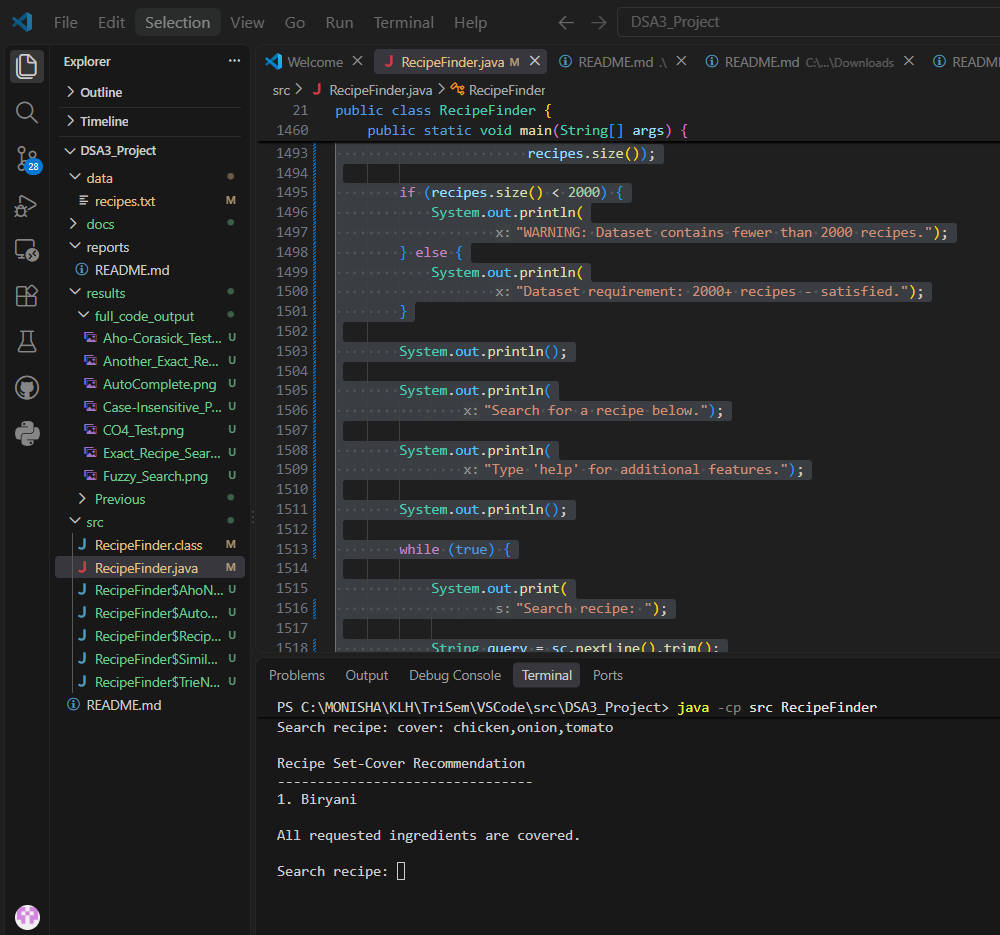 File Edit Selection View Go Run Terminal Help
DSA3_Project
Explorer
Outline
Timeline
DSA3_Project
data
recipes.txt M
docs
reports
README.md
results
full_code_output
Aho-Corasick_Test... U
Another_Exact_Re... U
AutoComplete.png U
Case-Insensitive_P... U
CO4_Test.png U
Exact_Recipe_Sear... U
Fuzzy_Search.png U
Previous
src
RecipeFinder.class M
RecipeFinder.java M
RecipeFinder$AhoN... U
RecipeFinder$Auto... U
RecipeFinder$Recip... U
RecipeFinder$Simil... U
RecipeFinder$TrieN... U
README.md
28
Welcome RecipeFinder.java M README.md .\ README.md C:\...\Downloads READM
src > RecipeFinder.java > RecipeFinder
21 public class RecipeFinder {
1460 public static void main(String[] args) {
1493 recipes.size());
1494
1495 if (recipes.size() < 2000) {
1496 System.out.println(
1497 x: "WARNING: Dataset contains fewer than 2000 recipes.");
1498 } else {
1499 System.out.println(
1500 x: "Dataset requirement: 2000+ recipes - satisfied.");
1501 }
1502
1503 System.out.println();
1504
1505 System.out.println(
1506 x: "Search for a recipe below.");
1507
1508 System.out.println(
1509 x: "Type 'help' for additional features.");
1510
1511 System.out.println();
1512
1513 while (true) {
1514
1515 System.out.print(
1516 s: "Search recipe: ");
1517
1518 String query = sc.nextLine().trim();
Problems Output Debug Console Terminal Ports
PS C:\MONISHA\KLH\TriSem\VSCode\src\DSA3_Project> java -cp src RecipeFinder
Search recipe: cover: chicken,onion,tomato
Recipe Set-Cover Recommendation
--------------------------------
1. Biryani
All requested ingredients are covered.
Search recipe: